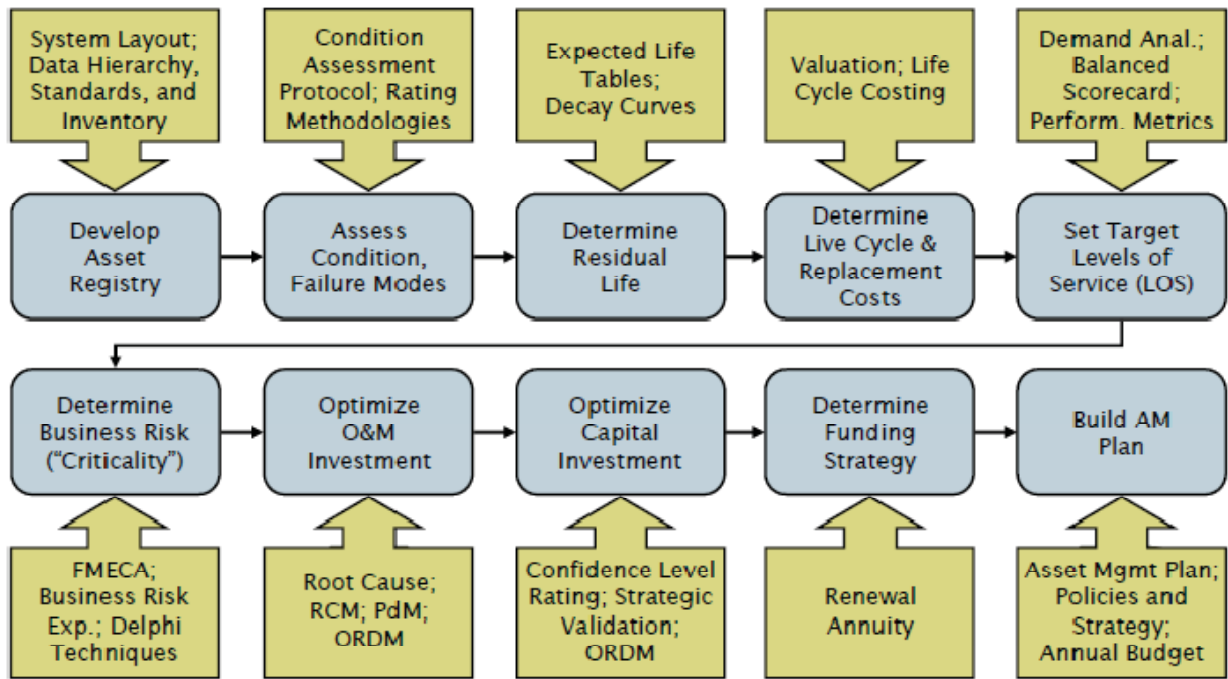 System Layout;
Data Hierarchy,
Standards, and
Inventory
Condition
Assessment
Protocol; Rating
Methodologies
Expected Life
Tables;
Decay Curves
Valuation; Life
Cycle Costing
Demand Anal.;
Balanced
Scorecard;
Perform. Metrics
Develop
Asset
Registry
Assess
Condition,
Failure Modes
Determine
Residual
Life
Determine
Live Cycle &
Replacement
Costs
Set Target
Levels of
Service (LOS)
Determine
Business Risk
(“Criticality”)
Optimize
O&M
Investment
Optimize
Capital
Investment
Determine
Funding
Strategy
Build AM
Plan
FMECA;
Business Risk
Exp.; Delphi
Techniques
Root Cause;
RCM; PdM;
ORDM
Confidence Level
Rating; Strategic
Validation;
ORDM
Renewal
Annuity
Asset Mgmt Plan;
Policies and
Strategy;
Annual Budget